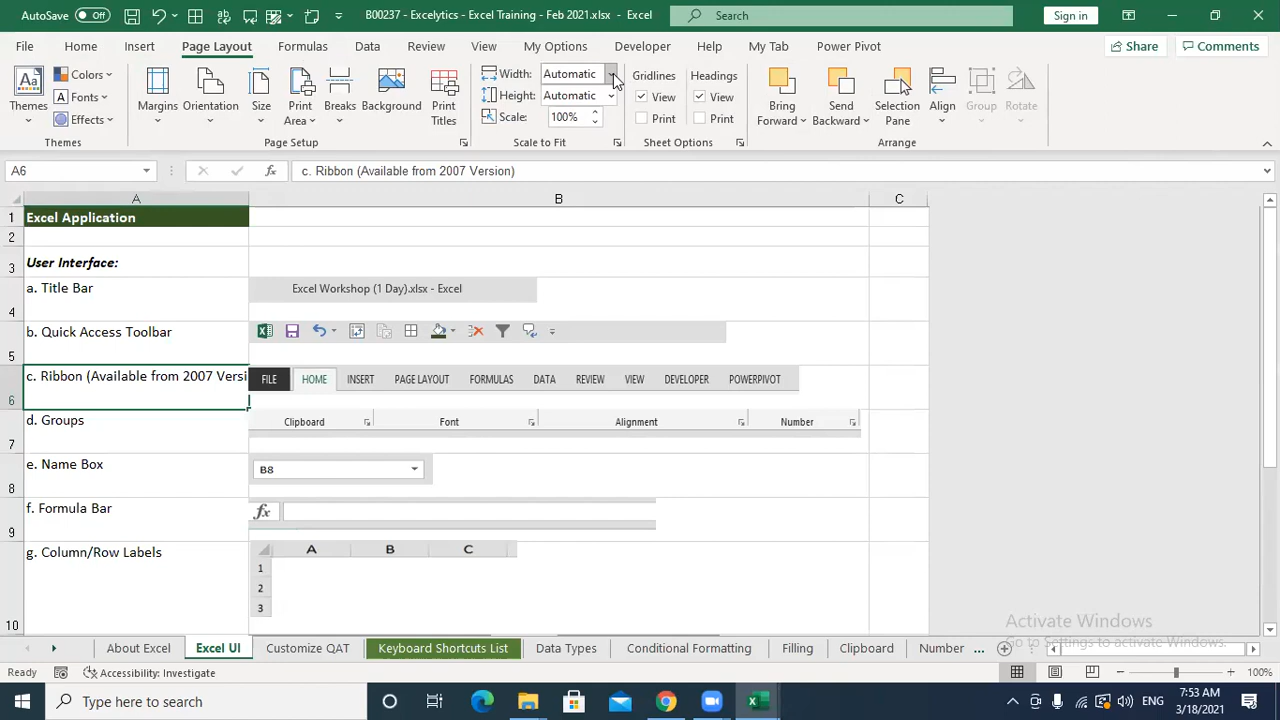 AutoSave Off B00237 - Excelytics - Excel Training - Feb 2021.xlsx - Excel Search Sign in
File Home Insert Page Layout Formulas Data Review View My Options Developer Help My Tab Power Pivot Share Comments
Aa Colors Width: Automatic Gridlines Headings
Fonts Height: Automatic View View
Themes Effects Margins Orientation Size Print Area Breaks Background Print Titles Scale: 100% Print Print Bring Forward Send Backward Selection Pane Align Group Rotate
Themes Page Setup Scale to Fit Sheet Options Arrange
A6 fx c. Ribbon (Available from 2007 Version)
A B C
1 Excel Application
2
3 User Interface:
4 a. Title Bar Excel Workshop (1 Day).xlsx - Excel
5 b. Quick Access Toolbar
6 c. Ribbon (Available from 2007 Versi FILE HOME INSERT PAGE LAYOUT FORMULAS DATA REVIEW VIEW DEVELOPER POWERPIVOT
7 d. Groups Clipboard Font Alignment Number
8 e. Name Box B8
9 f. Formula Bar fx
10 g. Column/Row Labels A B C
1
2
3
Activate Windows
Go to Settings to activate Windows.
About Excel Excel UI Customize QAT Keyboard Shortcuts List Data Types Conditional Formatting Filling Clipboard Number ...
Ready Accessibility: Investigate 100%
Type here to search ENG 7:53 AM
3/18/2021